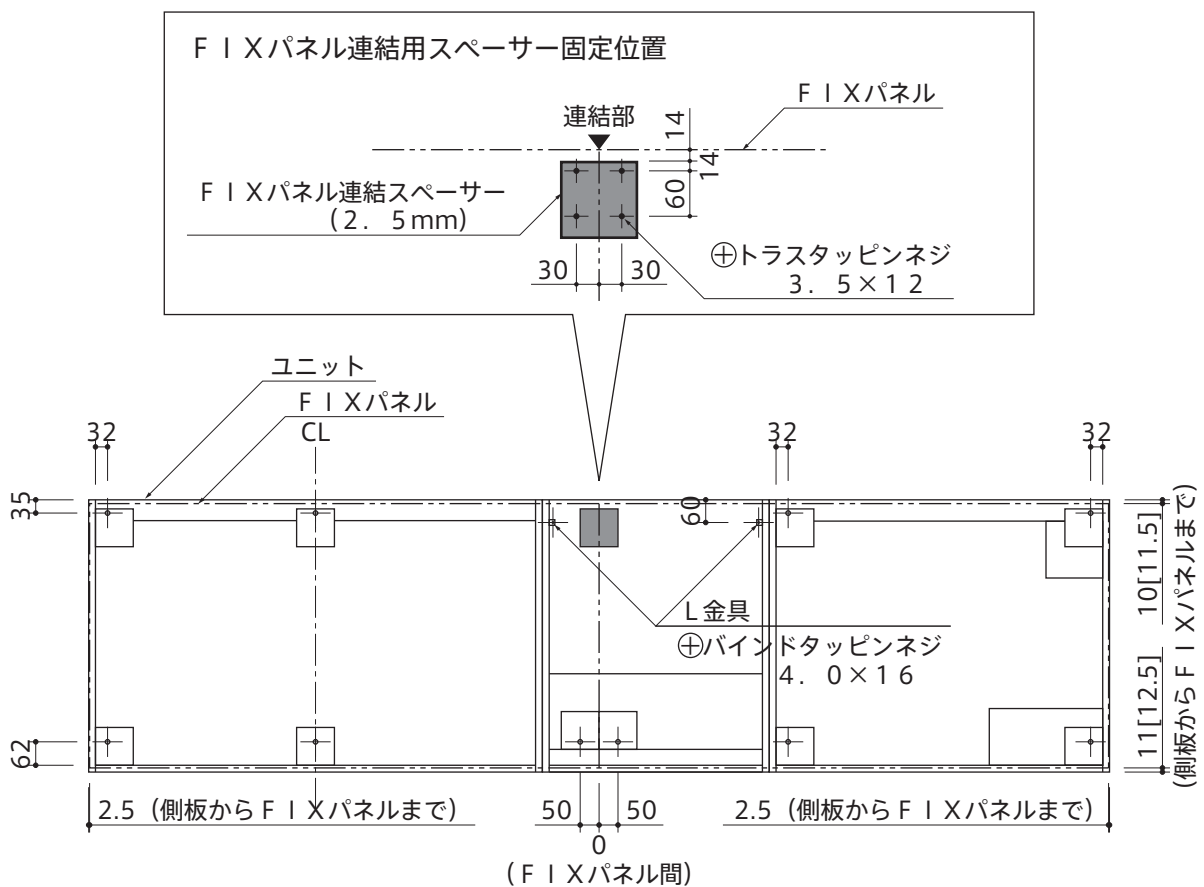 ＦＩＸパネル連結用スペーサー固定位置
ＦＩＸパネル
連結部
14
14
60
ＦＩＸパネル連結スペーサー
(２．５mm)
30
30
⊕トラスタッピンネジ
３．５×１２
ユニット
ＦＩＸパネル
32
CL
32
32
35
60
10[11.5]
(側板からＦＩＸパネルまで)
L金具
⊕バインドタッピンネジ
４．０×１６
11[12.5]
62
2.5 (側板からＦＩＸパネルまで)
50
50
2.5 (側板からＦＩＸパネルまで)
0
(ＦＩＸパネル間)